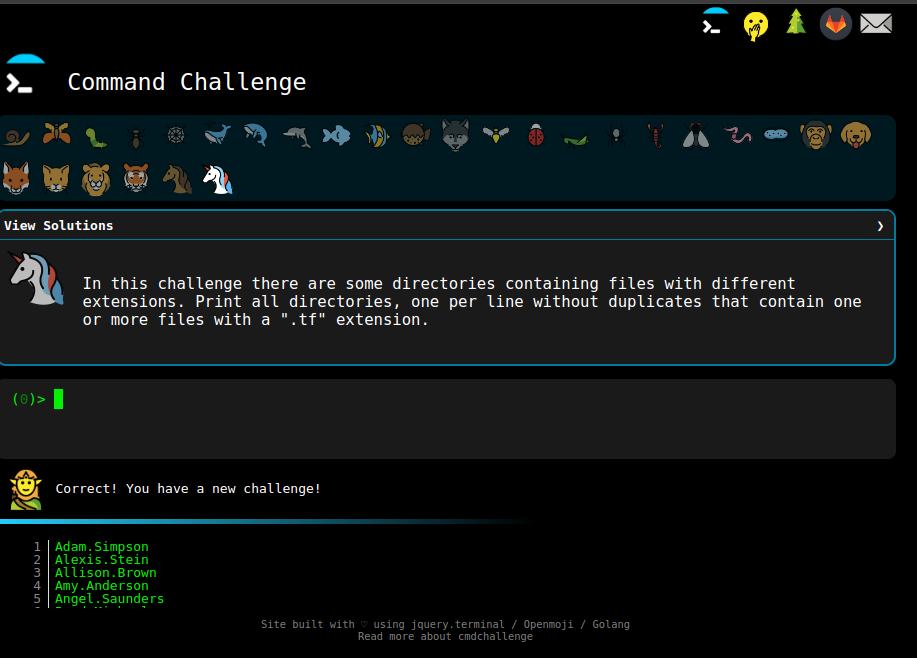 Command Challenge
View Solutions
In this challenge there are some directories containing files with different
extensions. Print all directories, one per line without duplicates that contain one
or more files with a ".tf" extension.
(0)>
Correct! You have a new challenge!
1 Adam.Simpson
2 Alexis.Stein
3 Allison.Brown
4 Amy.Anderson
5 Angel.Saunders
Site built with ♡ using jquery.terminal / Openmoji / Golang
Read more about cmdchallenge